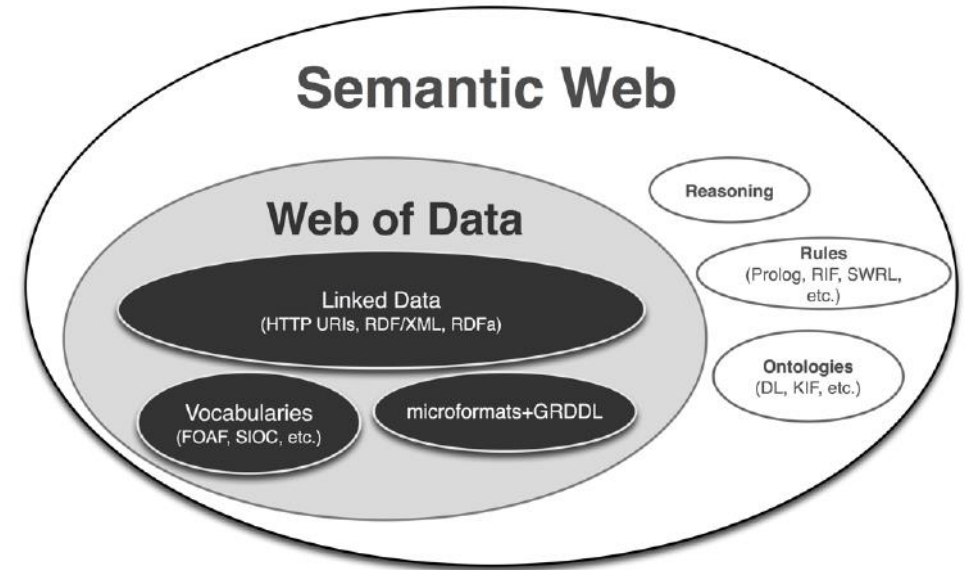 Semantic Web
Reasoning
Web of Data
Rules
(Prolog, RIF, SWRL,
etc.)
Linked Data
(HTTP URIs, RDF/XML, RDFa)
Ontologies
(DL, KIF, etc.)
Vocabularies
(FOAF, SIOC, etc.)
microformats+GRDDL